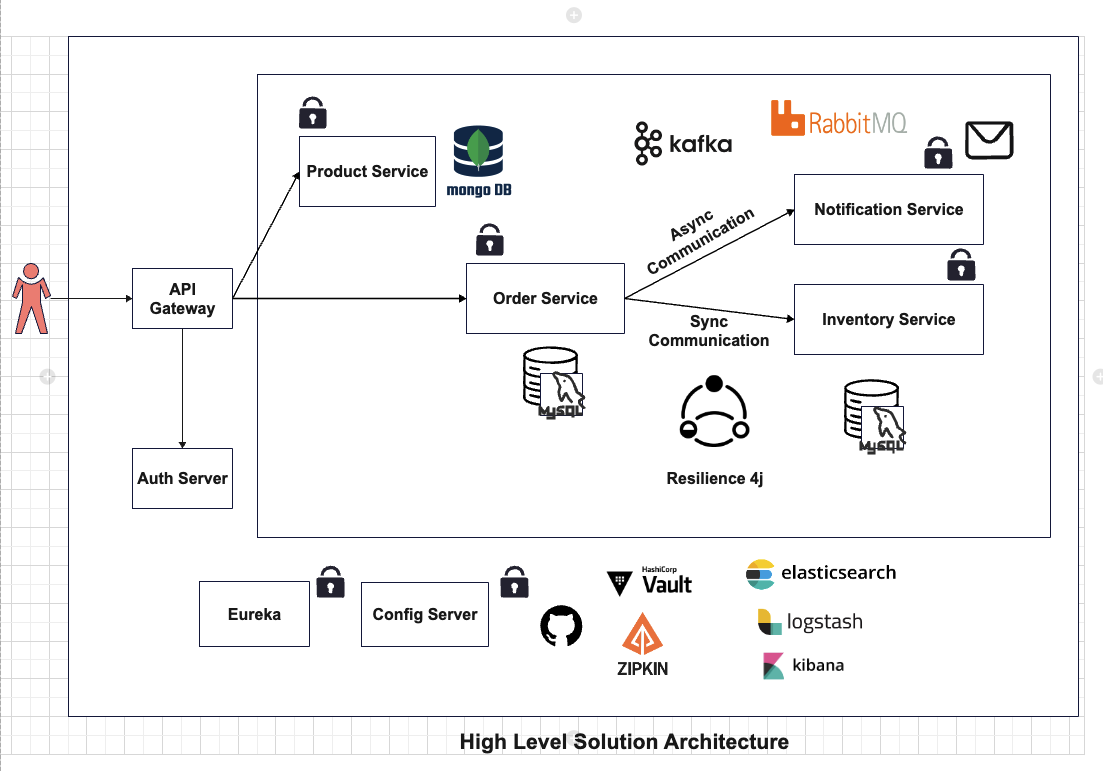 kafka
RabbitMQ
Product Service
mongo DB
Notification Service
Async
Communication
API
Gateway
Order Service
Sync
Communication
Inventory Service
MySQL
MySQL
Resilience 4j
Auth Server
Eureka
Config Server
HashiCorp
Vault
ZIPKIN
elasticsearch
logstash
kibana
High Level Solution Architecture